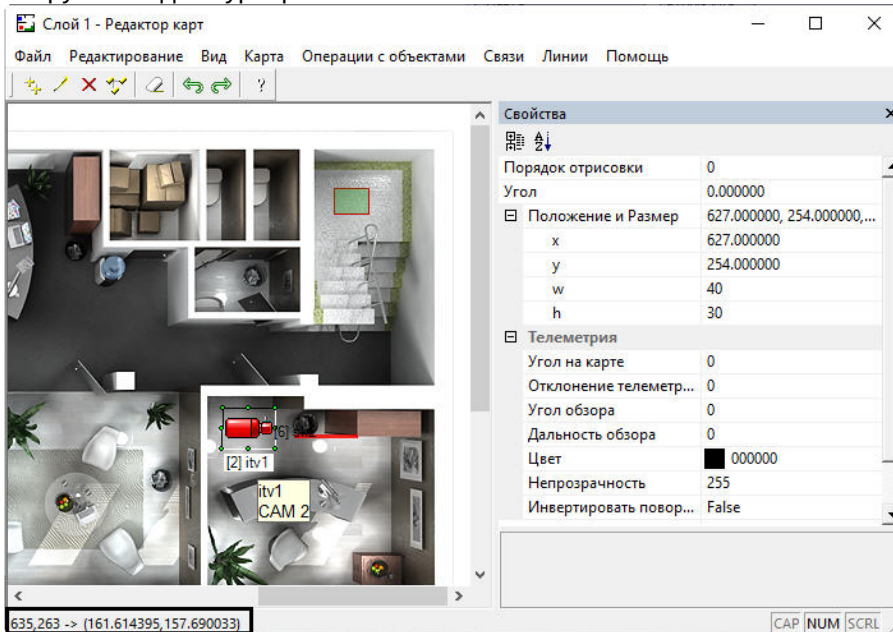 Слой 1 - Редактор карт
Файл Редактирование Вид Карта Операции с объектами Связи Линии Помощь
?
Свойства
Порядок отрисовки 0
Угол 0.000000
Положение и Размер 627.000000, 254.000000,...
x 627.000000
y 254.000000
w 40
h 30
Телеметрия
Угол на карте 0
Отклонение телеметр... 0
Угол обзора 0
Дальность обзора 0
Цвет 000000
Непрозрачность 255
Инвертировать повор... False
[6]
[2] itv1
itv1
CAM 2
635,263 -> (161.614395,157.690033)
CAP NUM SCRL